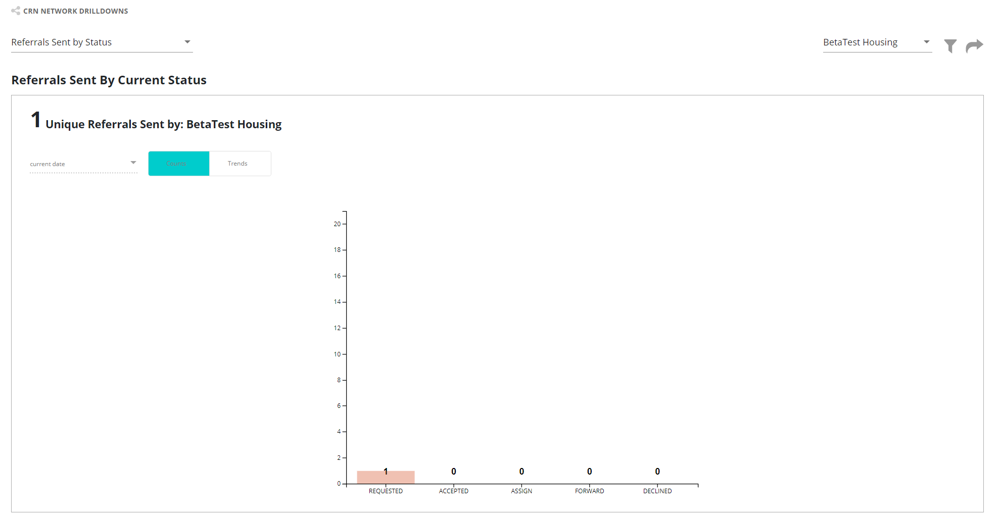 CRN NETWORK DRILLDOWNS
Referrals Sent by Status
BetaTest Housing
Referrals Sent By Current Status
1 Unique Referrals Sent by: BetaTest Housing
current date
Counts
Trends
20
18
16
14
12
10
8
6
4
2
0
1 0 0 0 0
REQUESTED ACCEPTED ASSIGN FORWARD DECLINED